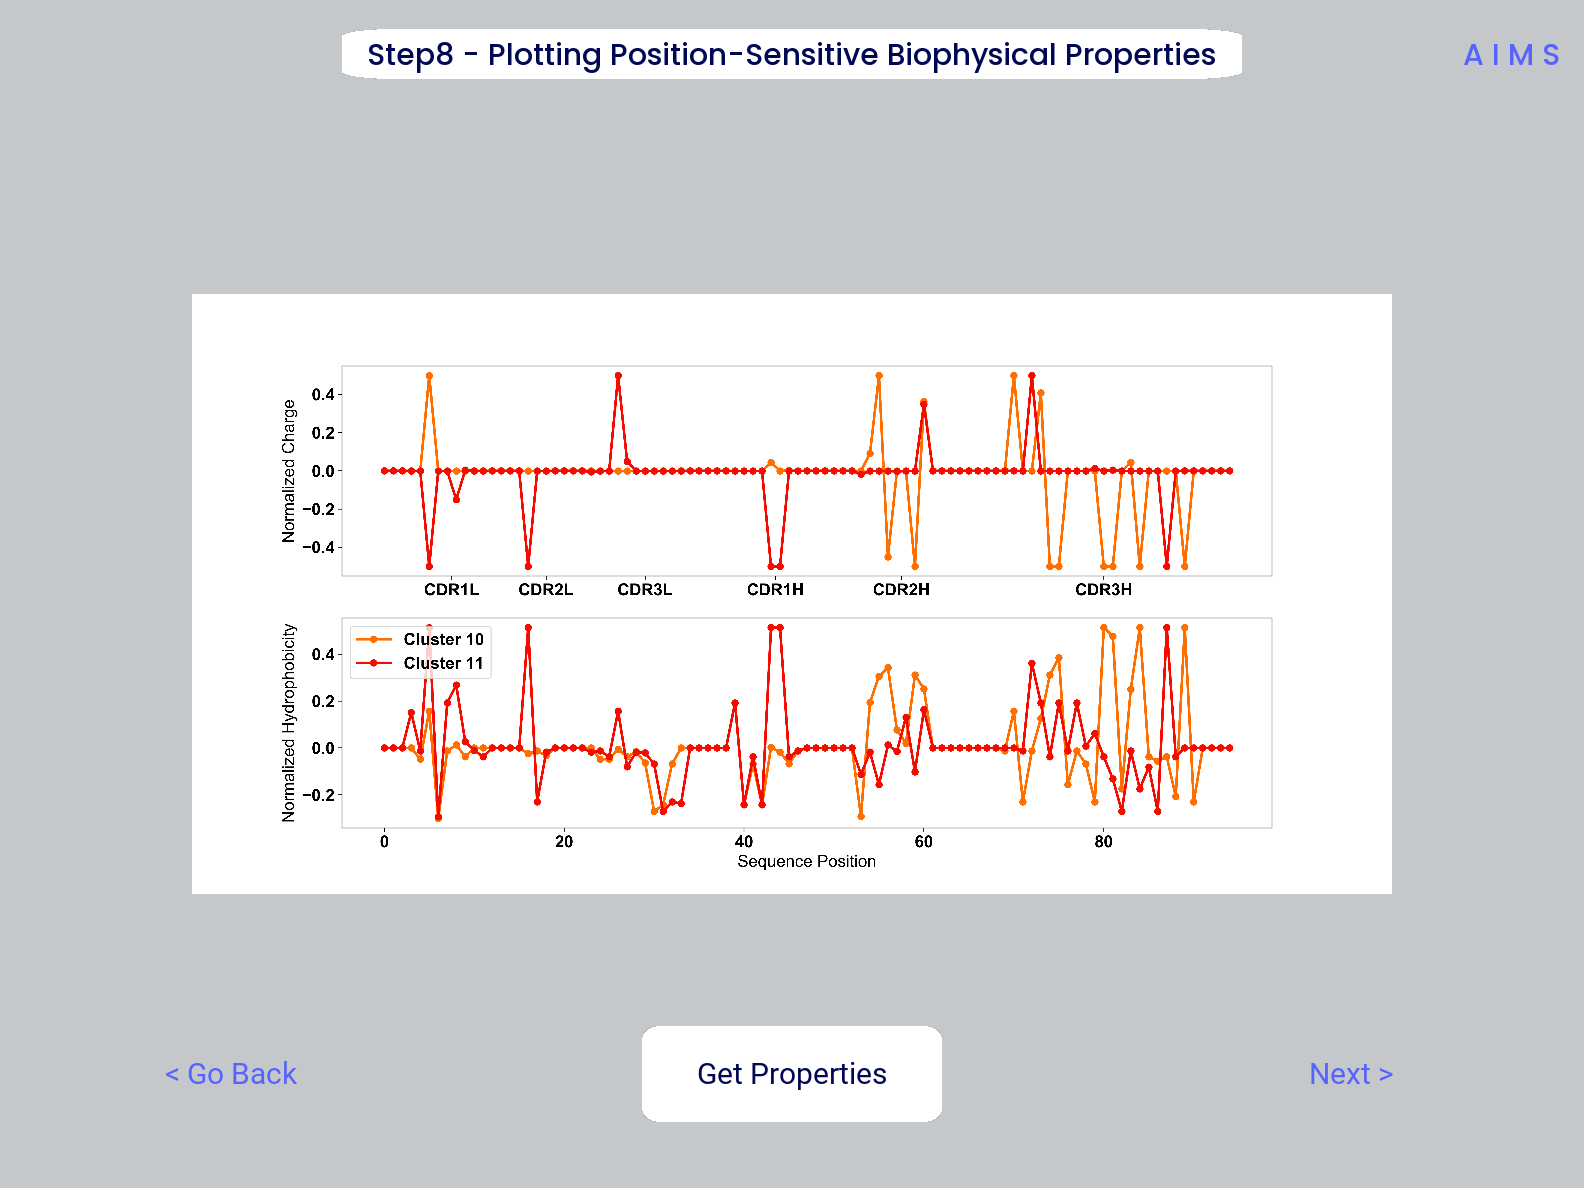 Step8 - Plotting Position-Sensitive Biophysical Properties
A I M S
Normalized Charge
0.4
0.2
0.0
−0.2
−0.4
CDR1L CDR2L CDR3L CDR1H CDR2H CDR3H
Normalized Hydrophobicity
0.4
0.2
0.0
−0.2
Cluster 10
Cluster 11
0 20 40 60 80
Sequence Position
< Go Back
Get Properties
Next >